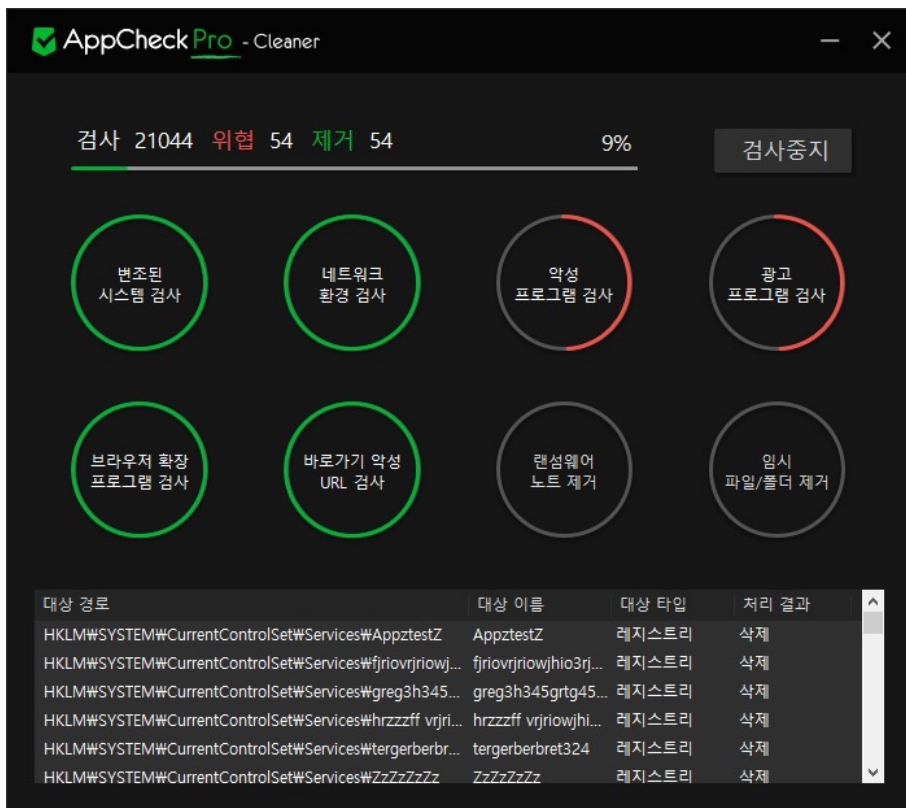 AppCheck Pro - Cleaner
검사 21044 위협 54 제거 54 9% 검사중지
변조된
시스템 검사
네트워크
환경 검사
악성
프로그램 검사
광고
프로그램 검사
브라우저 확장
프로그램 검사
바로가기 악성
URL 검사
랜섬웨어
노트 제거
임시
파일/폴더 제거
대상 경로 대상 이름 대상 타입 처리 결과
HKLM₩SYSTEM₩CurrentControlSet₩Services₩AppztestZ AppztestZ 레지스트리 삭제
HKLM₩SYSTEM₩CurrentControlSet₩Services₩fjriovrjriowj... fjriovrjriowjhio3rj... 레지스트리 삭제
HKLM₩SYSTEM₩CurrentControlSet₩Services₩greg3h345... greg3h345grtg45... 레지스트리 삭제
HKLM₩SYSTEM₩CurrentControlSet₩Services₩hrzzzff vrjri... hrzzzff vrjriowjhi... 레지스트리 삭제
HKLM₩SYSTEM₩CurrentControlSet₩Services₩tergerberbr... tergerberbret324 레지스트리 삭제
HKLM₩SYSTEM₩CurrentControlSet₩Services₩ZzZzZzZz ZzZzZzZz 레지스트리 삭제